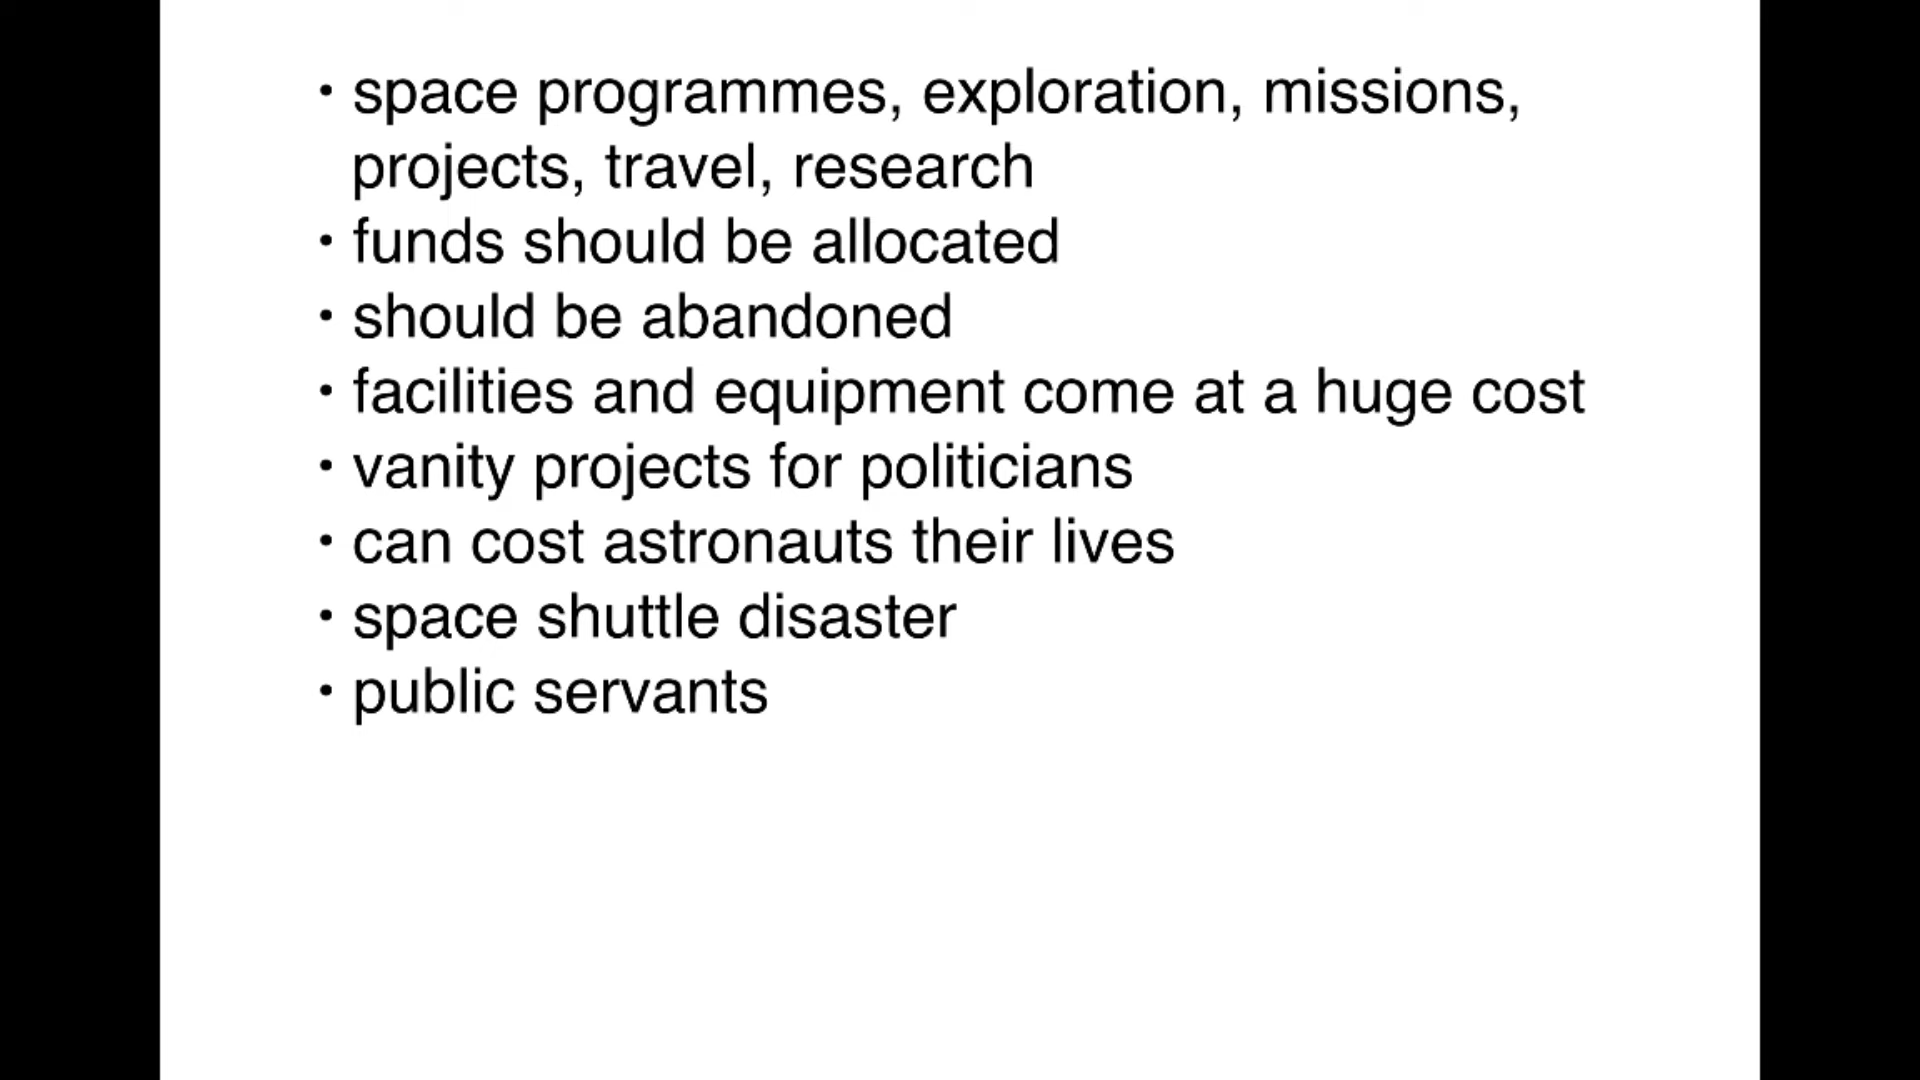 • space programmes, exploration, missions,
projects, travel, research
• funds should be allocated
• should be abandoned
• facilities and equipment come at a huge cost
• vanity projects for politicians
• can cost astronauts their lives
• space shuttle disaster
• public servants